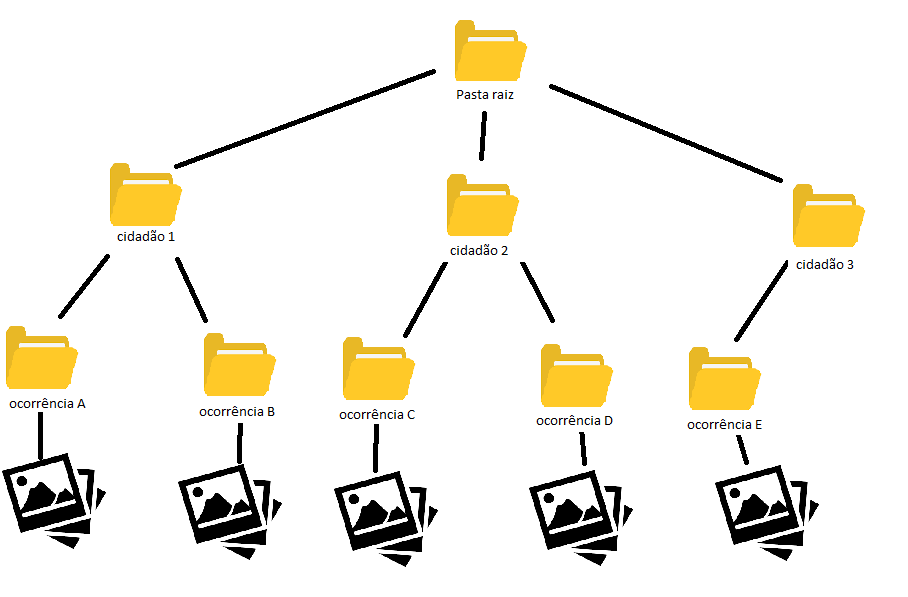 Pasta raiz
cidadão 1
cidadão 2
cidadão 3
ocorrência A
ocorrência B
ocorrência C
ocorrência D
ocorrência E